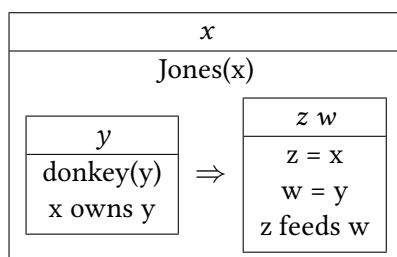 x
Jones(x)
y
donkey(y)
x owns y
⇒
z w
z = x
w = y
z feeds w